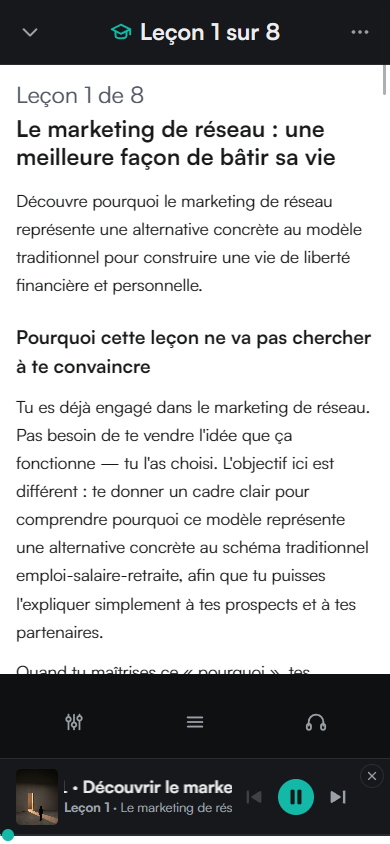 Leçon 1 sur 8
Leçon 1 de 8
Le marketing de réseau : une
meilleure façon de bâtir sa vie
Découvre pourquoi le marketing de réseau
représente une alternative concrète au modèle
traditionnel pour construire une vie de liberté
financière et personnelle.
Pourquoi cette leçon ne va pas chercher
à te convaincre
Tu es déjà engagé dans le marketing de réseau.
Pas besoin de te vendre l'idée que ça
fonctionne — tu l'as choisi. L'objectif ici est
différent : te donner un cadre clair pour
comprendre pourquoi ce modèle représente
une alternative concrète au schéma traditionnel
emploi-salaire-retraite, afin que tu puisses
l'expliquer simplement à tes prospects et à tes
partenaires.
Quand tu maîtrises ce « pourquoi », tes
• Découvrir le marke
Leçon 1 · Le marketing de rés